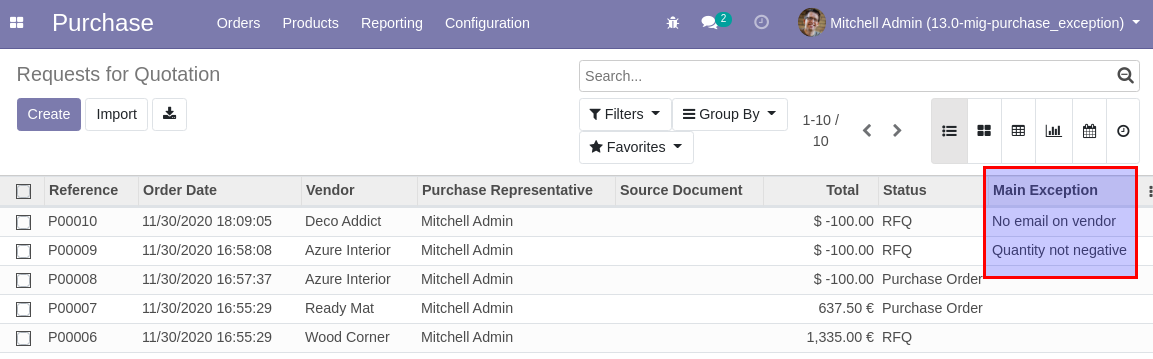 Purchase Orders Products Reporting Configuration 2 Mitchell Admin (13.0-mig-purchase_exception)
Requests for Quotation
Search...
Create Import
Filters Group By
Favorites
1-10 /
10
Reference Order Date Vendor Purchase Representative Source Document Total Status Main Exception
P00010 11/30/2020 18:09:05 Deco Addict Mitchell Admin $ -100.00 RFQ No email on vendor
P00009 11/30/2020 16:58:08 Azure Interior Mitchell Admin $ -100.00 RFQ Quantity not negative
P00008 11/30/2020 16:57:37 Azure Interior Mitchell Admin $ -100.00 Purchase Order
P00007 11/30/2020 16:55:29 Ready Mat Mitchell Admin 637.50 € Purchase Order
P00006 11/30/2020 16:55:29 Wood Corner Mitchell Admin 1,335.00 € RFQ